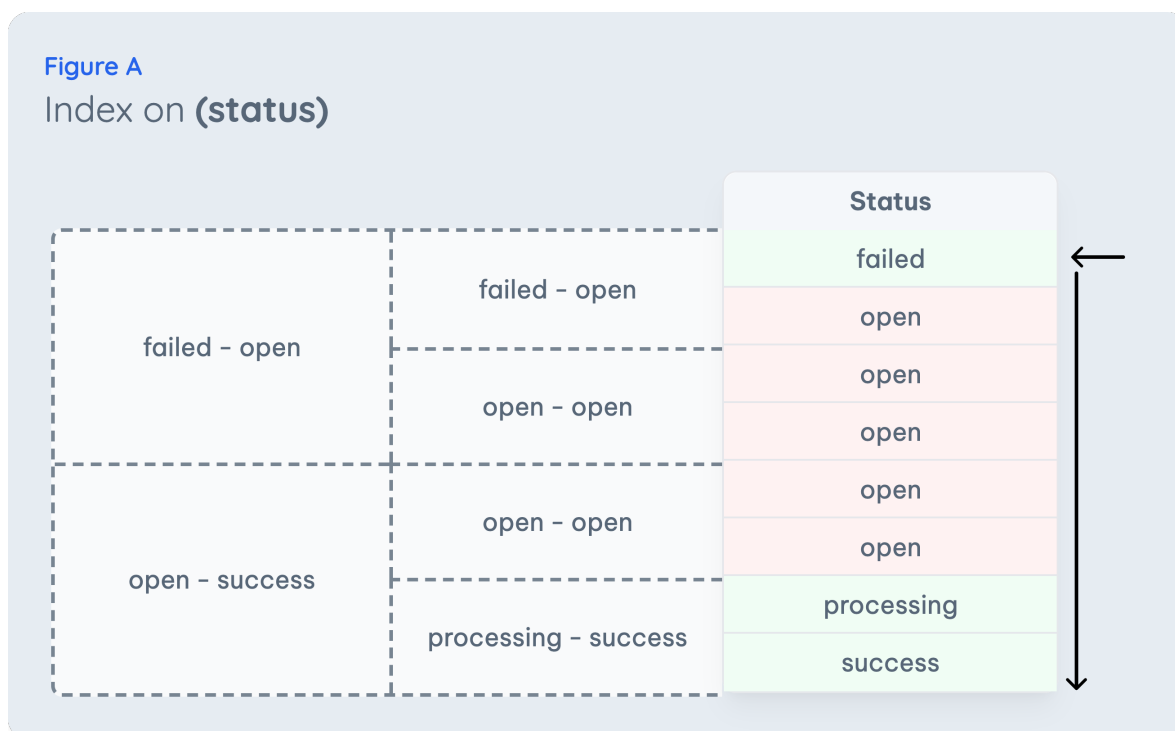 Figure A
Index on (status)
Status
failed - open
failed - open
open - open
open - success
open - open
processing - success
failed
open
open
open
open
open
processing
success